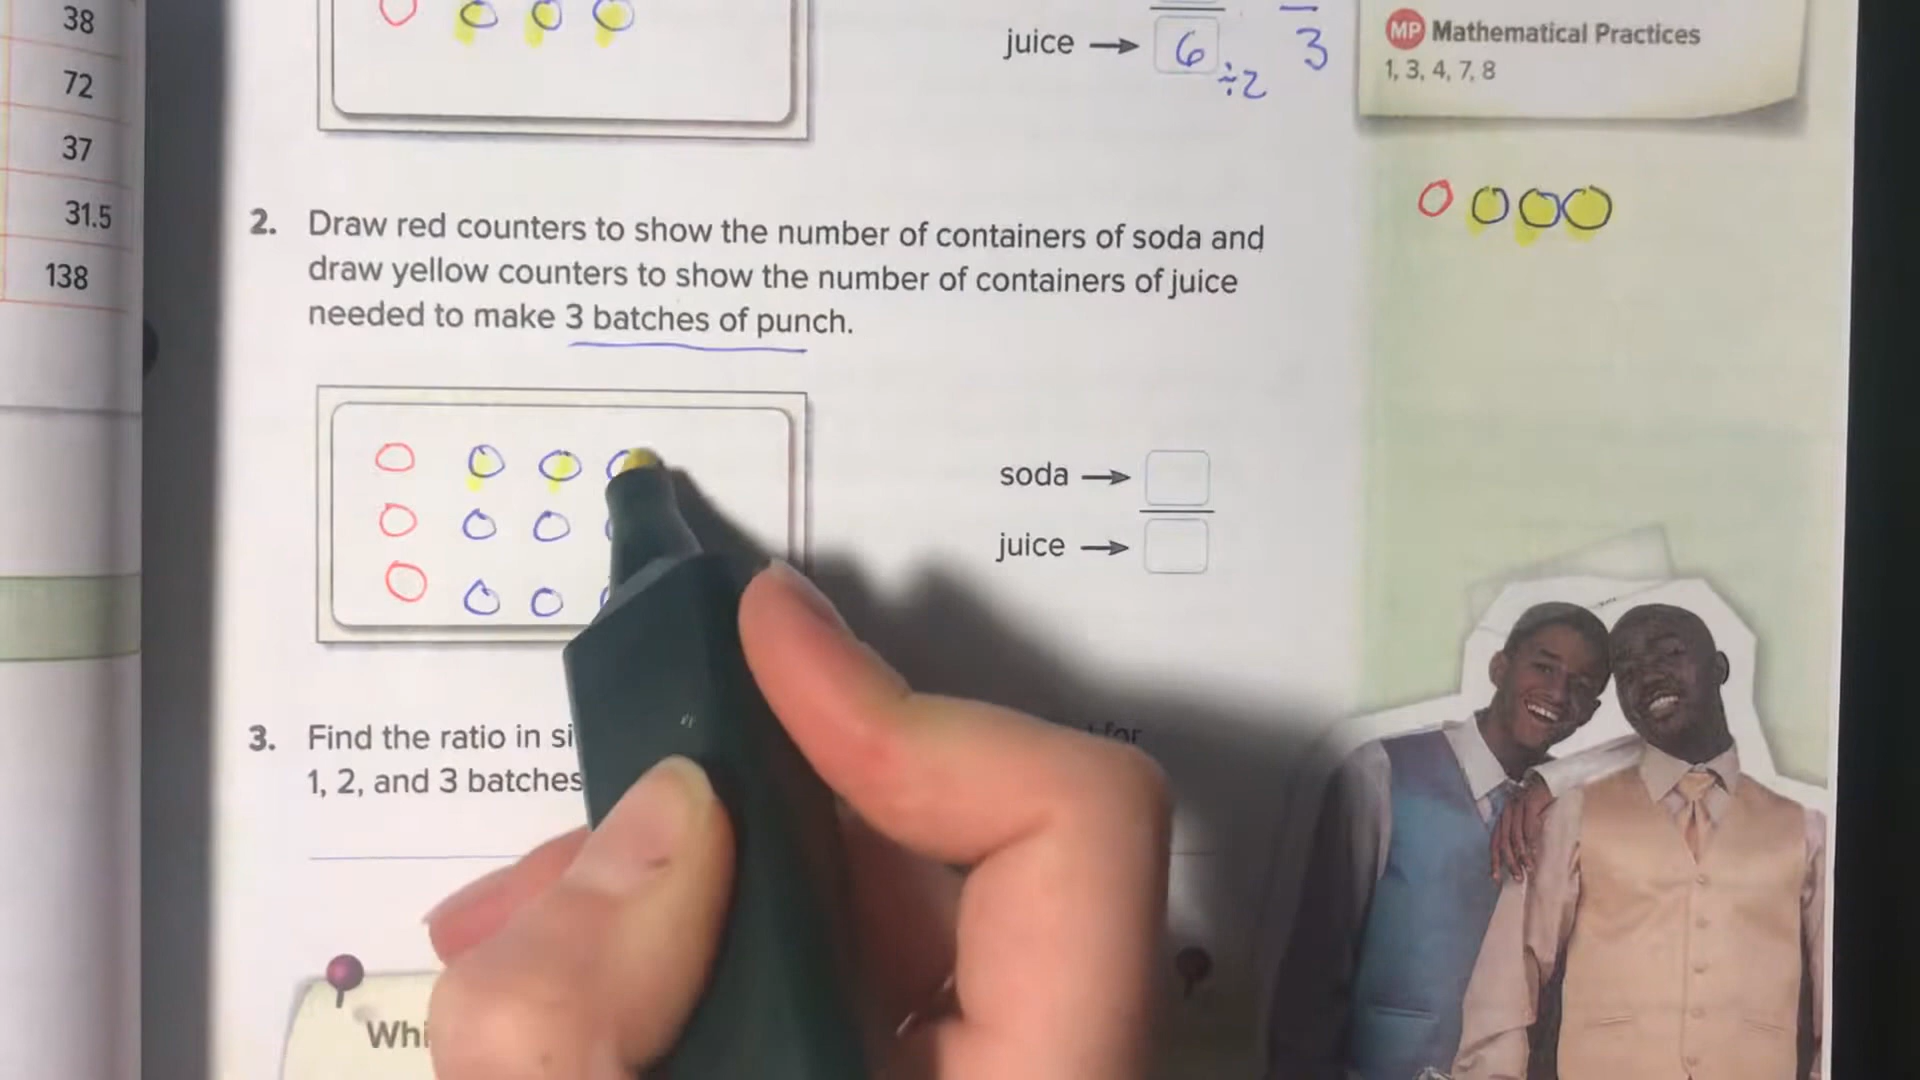 38
72
37
31.5
138
juice → 6 ÷2 3
MP Mathematical Practices
1, 3, 4, 7, 8
2. Draw red counters to show the number of containers of soda and
draw yellow counters to show the number of containers of juice
needed to make 3 batches of punch.
soda →
juice →
3. Find the ratio in si
for
1, 2, and 3 batches
Whi